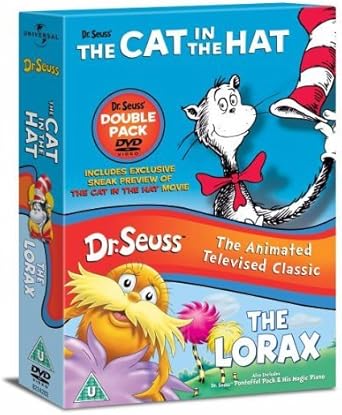 UNIVERSAL
Dr. Seuss
THE CAT IN THE HAT
THE LORAX
U
DVD
VIDEO
Dr. Seuss'
THE CAT IN THE HAT
Dr. Seuss'
DOUBLE
PACK
DVD
VIDEO
INCLUDES EXCLUSIVE
SNEAK PREVIEW OF
THE CAT IN THE HAT MOVIE
Dr. Seuss
The Animated
Televised Classic
THE
LORAX
Also Includes
Dr. Seuss' Pontoffel Pock & His Magic Piano
U